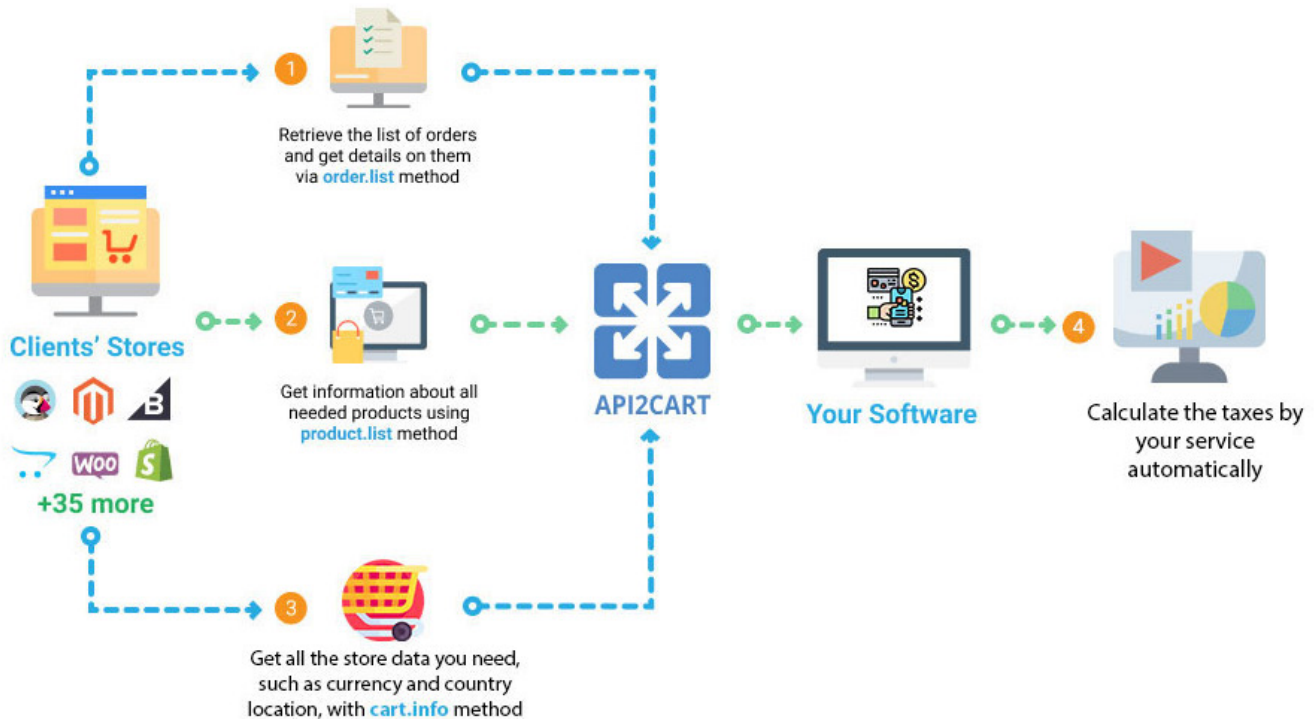 1
Retrieve the list of orders
and get details on them
via order.list method
Clients' Stores
B
WOO
S
+35 more
2
Get information about all
needed products using
product.list method
3
Get all the store data you need,
such as currency and country
location, with cart.info method
API2CART
$
Your Software
4
Calculate the taxes by
your service
automatically